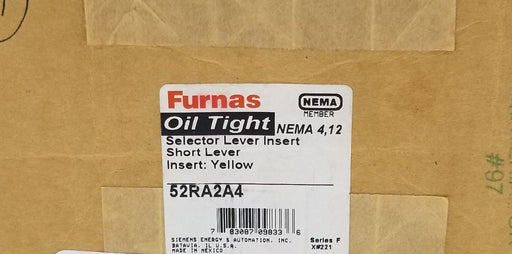 Furnas
NEMA
MEMBER
Oil Tight NEMA 4,12
Selector Lever Insert
Short Lever
Insert: Yellow
52RA2A4
7 83087 09833 6
SIEMENS ENERGY & AUTOMATION, INC.
BATAVIA, IL U.S.A.
MADE IN MEXICO
Series F
X#221
#97